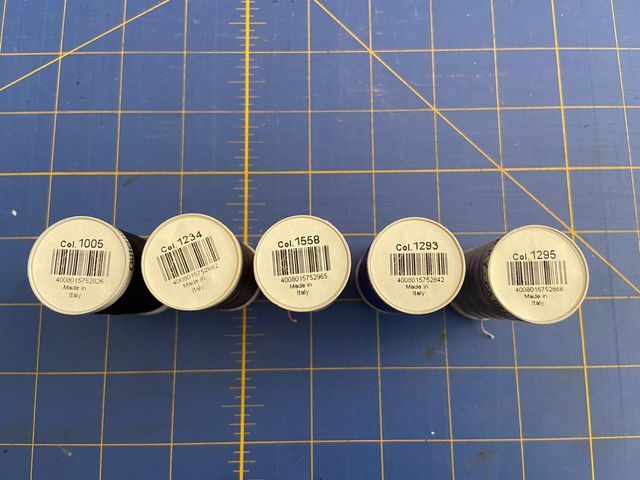 Col. 1005
4008015752026
Made in
Italy
Col. 1234
4008015752682
Made in
Italy
Col. 1558
4008015752965
Made in
Italy
Col. 1293
4008015752842
Made in
Italy
Col. 1295
4008015752866
Made in
Italy